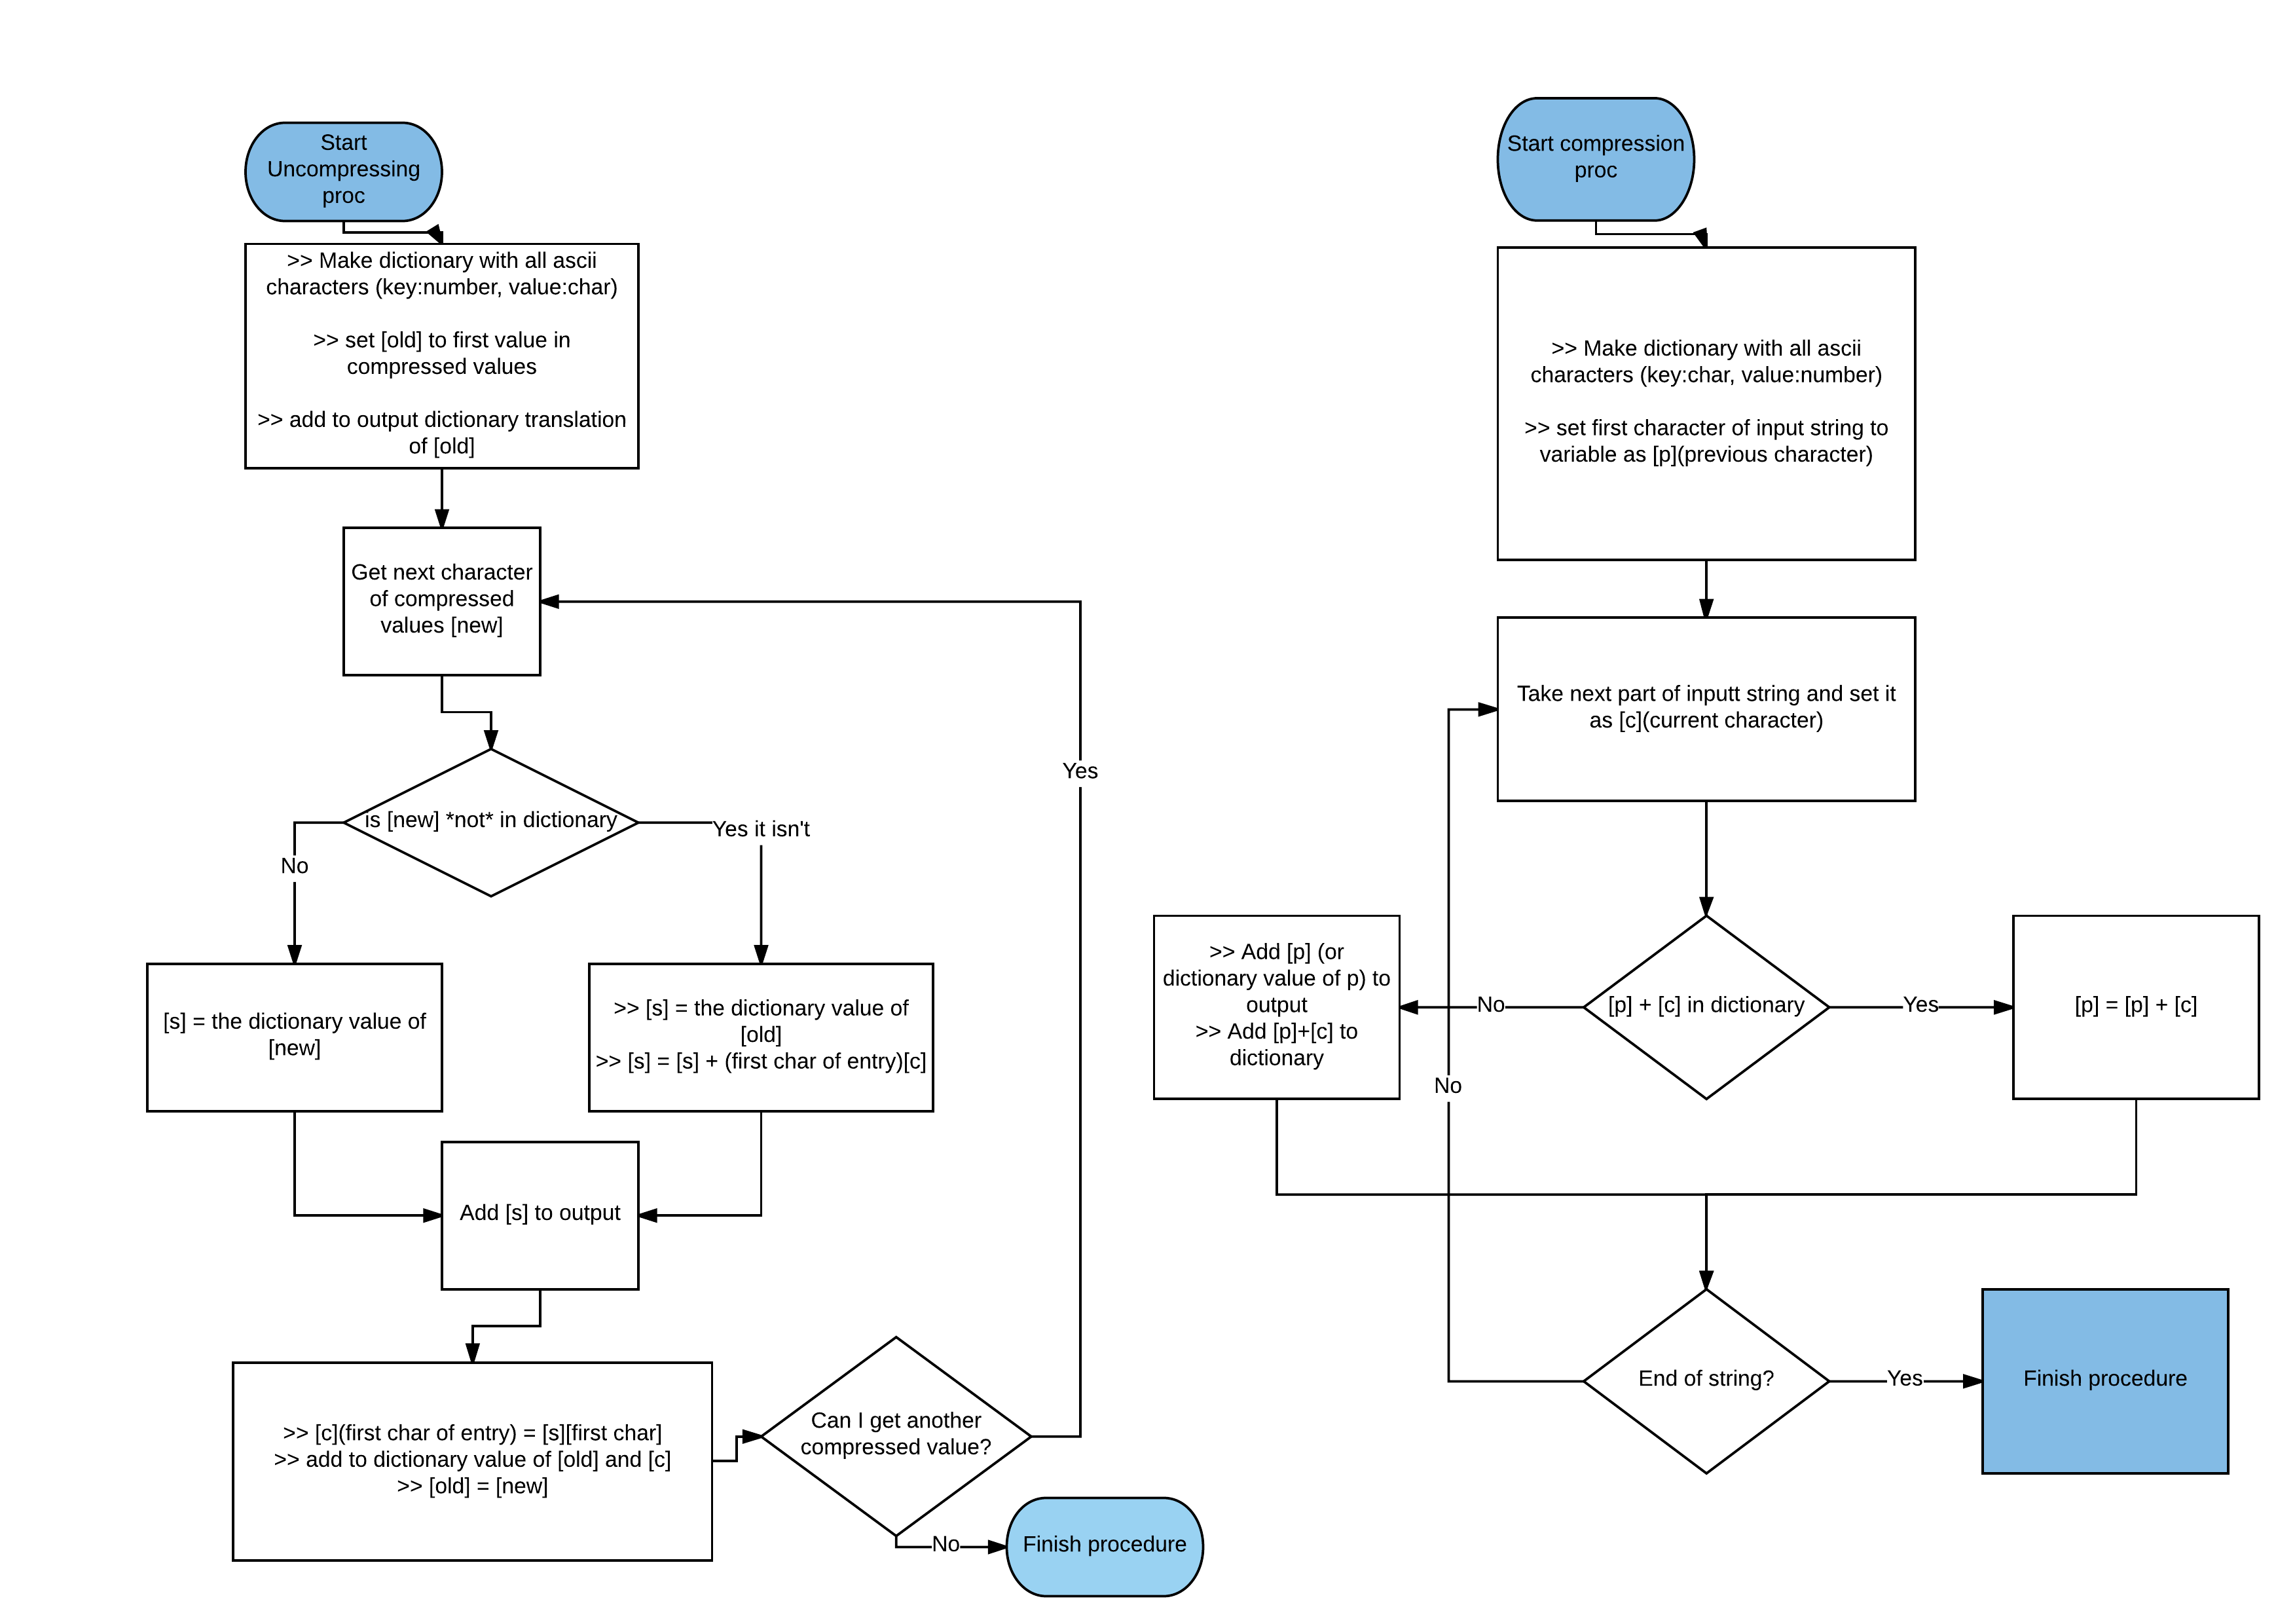 Start
Uncompressing
proc
>> Make dictionary with all ascii
characters (key:number, value:char)
>> set [old] to first value in
compressed values
>> add to output dictionary translation
of [old]
Get next character
of compressed
values [new]
is [new] *not* in dictionary
No
Yes it isn't
[s] = the dictionary value of
[new]
>> [s] = the dictionary value of
[old]
>> [s] = [s] + (first char of entry)[c]
Add [s] to output
>> [c](first char of entry) = [s][first char]
>> add to dictionary value of [old] and [c]
>> [old] = [new]
Can I get another
compressed value?
Yes
No
Finish procedure
Start compression
proc
>> Make dictionary with all ascii
characters (key:char, value:number)
>> set first character of input string to
variable as [p](previous character)
Take next part of inputt string and set it
as [c](current character)
[p] + [c] in dictionary
No
Yes
>> Add [p] (or
dictionary value of p) to
output
>> Add [p]+[c] to
dictionary
[p] = [p] + [c]
No
End of string?
Yes
Finish procedure